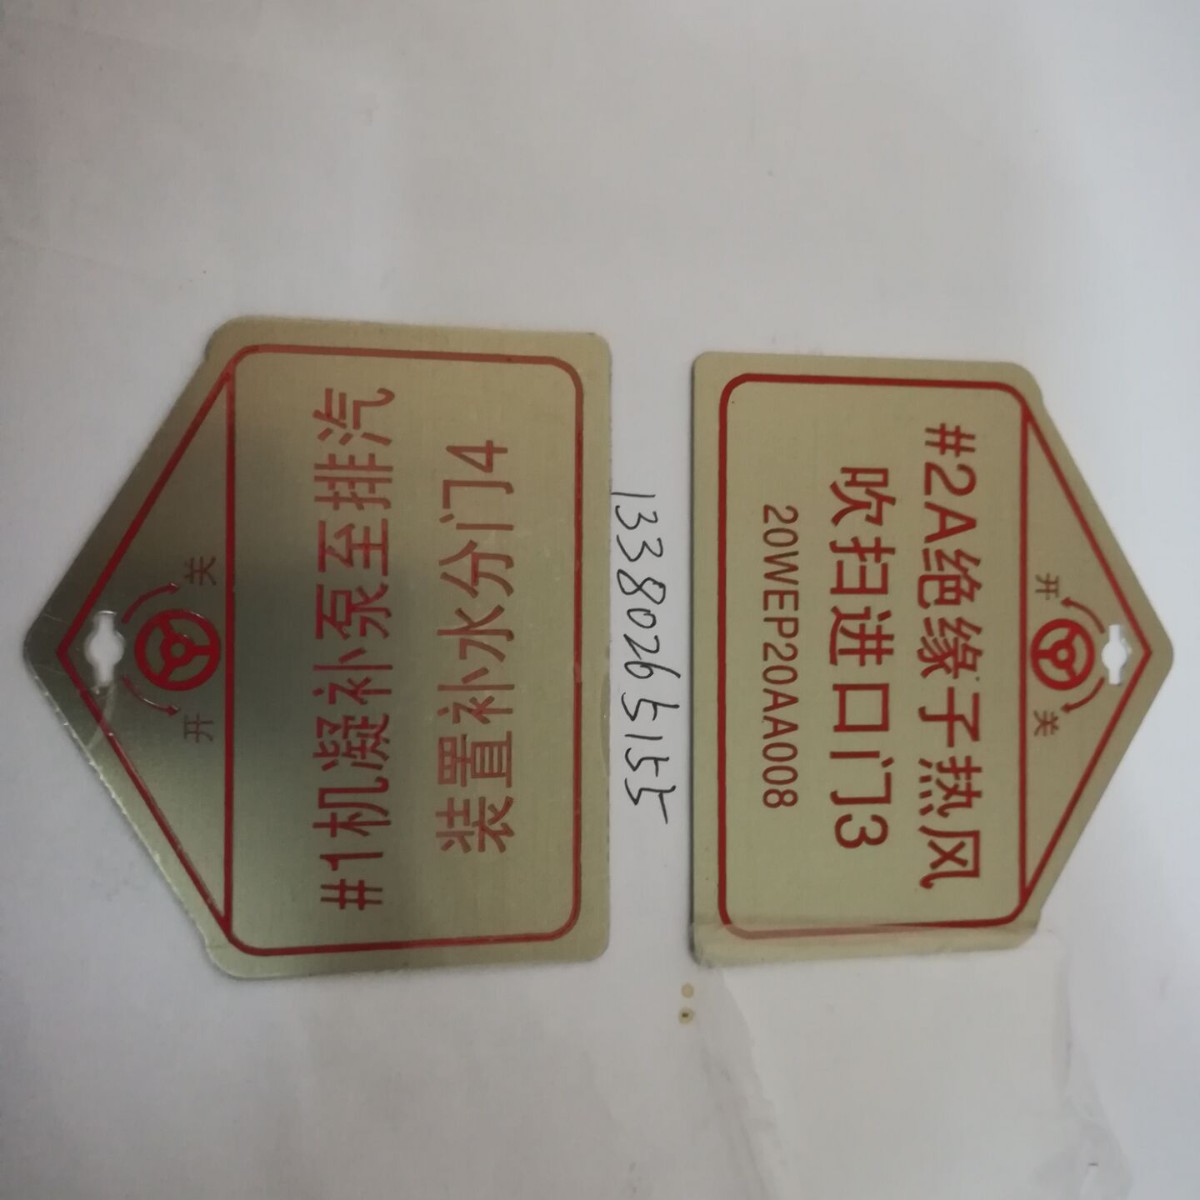 关
开
#1机凝补泵至排汽
装置补水分门4
13380265155
开
关
#2A绝缘子热风
吹扫进口门3
20WEP20AA008